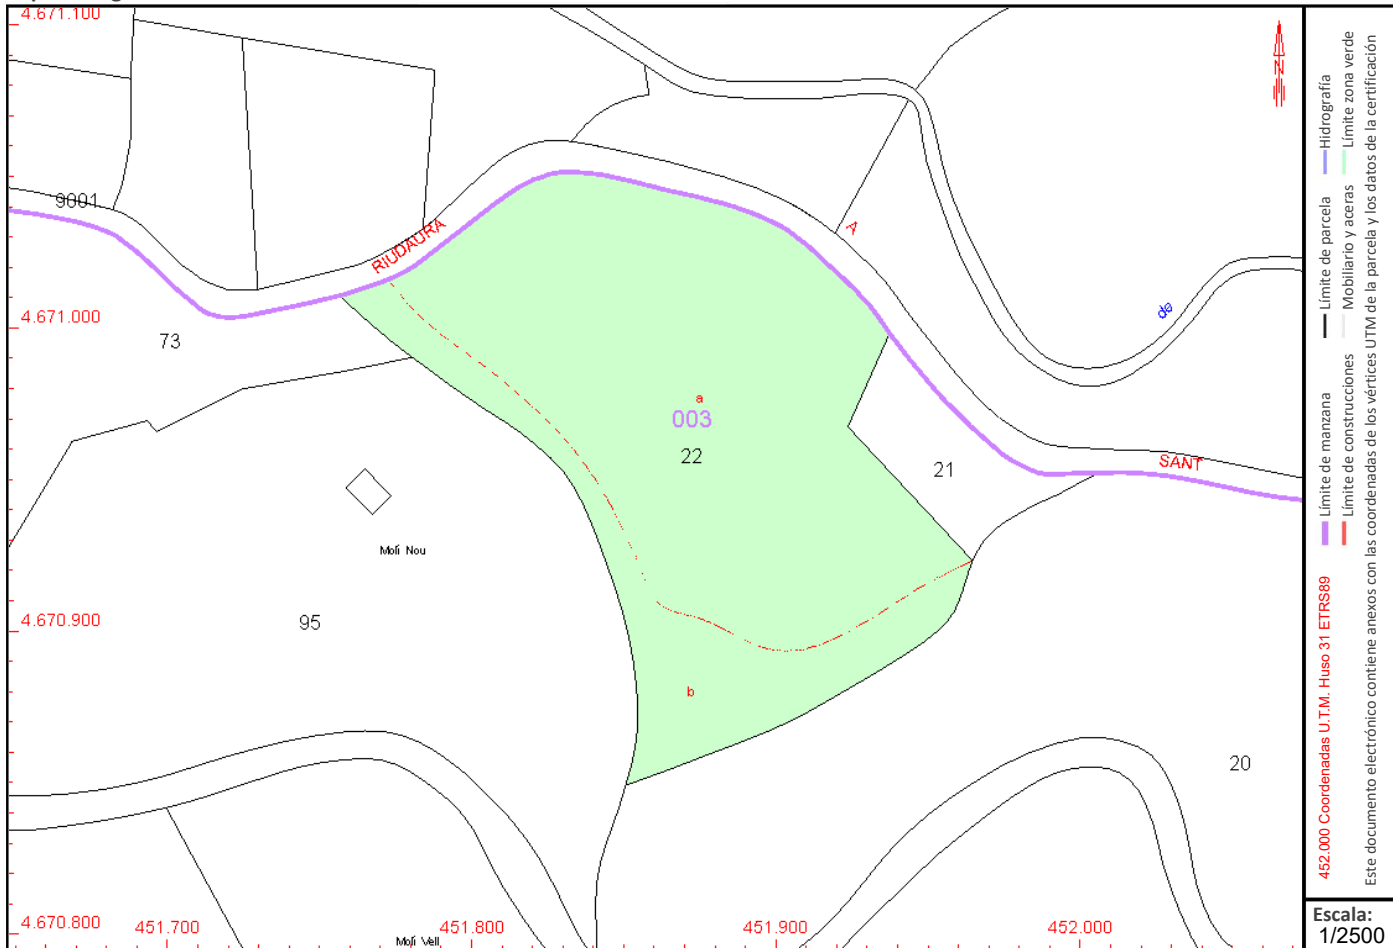 4.671.100
9001
RIUDAURA
A
de
4.671.000
73
a
003
22
21
SANT
Molí Nou
95
4.670.900
b
20
4.670.800
451.700
451.800
451.900
452.000
Molí Vell
N
Límite de manzana
Límite de parcela
Hidrografía
Límite de construcciones
Mobiliario y aceras
Límite zona verde
452.000 Coordenadas U.T.M. Huso 31 ETRS89
Este documento electrónico contiene anexos con las coordenadas de los vértices UTM de la parcela y los datos de la certificación
Escala:
1/2500